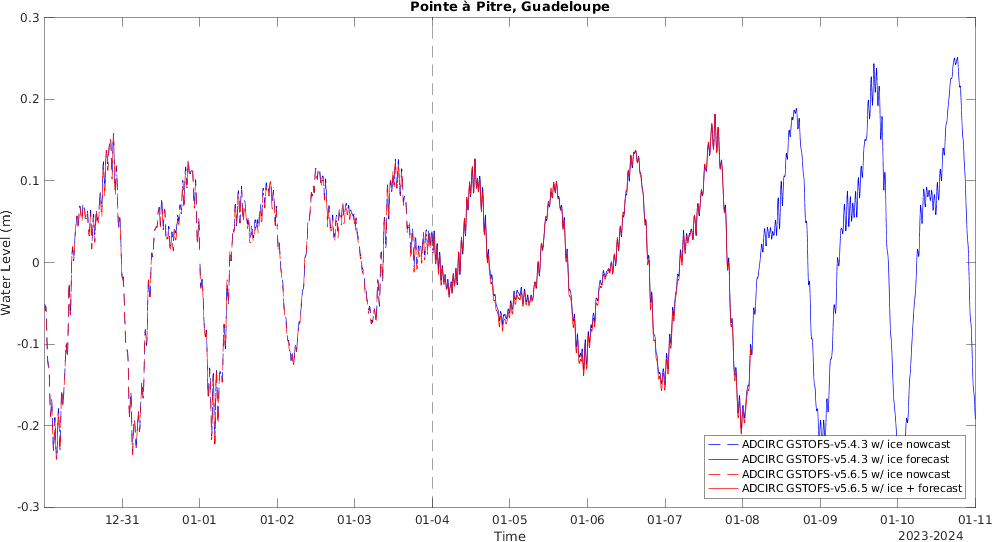 Pointe à Pitre, Guadeloupe
0.3
0.2
0.1
0
-0.1
-0.2
-0.3
Water Level (m)
ADCIRC GSTOFS-v5.4.3 w/ ice nowcast
ADCIRC GSTOFS-v5.4.3 w/ ice forecast
ADCIRC GSTOFS-v5.6.5 w/ ice nowcast
ADCIRC GSTOFS-v5.6.5 w/ ice + forecast
12-31 01-01 01-02 01-03 01-04 01-05 01-06 01-07 01-08 01-09 01-10 01-11
Time
2023-2024